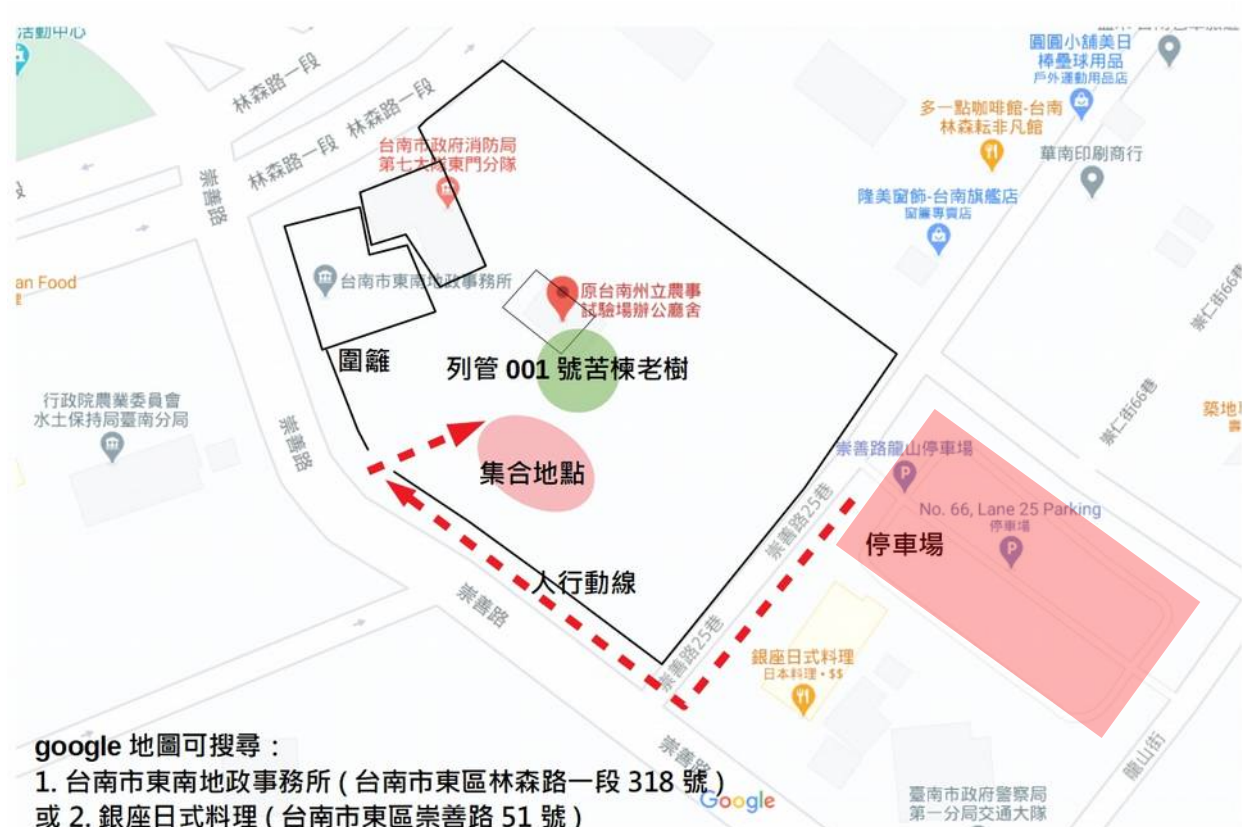 活動中心
林森路一段
林森路一段
林森路一段
崇善路
台南市政府消防局
第七大隊東門分隊
圓圓小舖美日
棒壘球用品
戶外運動用品店
多一點咖啡館-台南
林森耘非凡館
華南印刷商行
隆美窗飾-台南旗艦店
窗簾專賣店
an Food
台南市東南地政事務所
原台南州立農事
試驗場辦公廳舍
崇仁街66巷
圍籬
列管 001 號苦楝老樹
行政院農業委員會
水土保持局臺南分局
崇善路
集合地點
崇仁街66巷
築地
崇善路龍山停車場
No. 66, Lane 25 Parking
停車場
停車場
崇善路25巷
人行動線
崇善路
崇善路25巷
銀座日式料理
日本料理・$$
崇善路
龍山街
google 地圖可搜尋：
1. 台南市東南地政事務所 ( 台南市東區林森路一段 318 號 )
或 2. 銀座日式料理 ( 台南市東區崇善路 51 號 )
Google
臺南市政府警察局
第一分局交通大隊